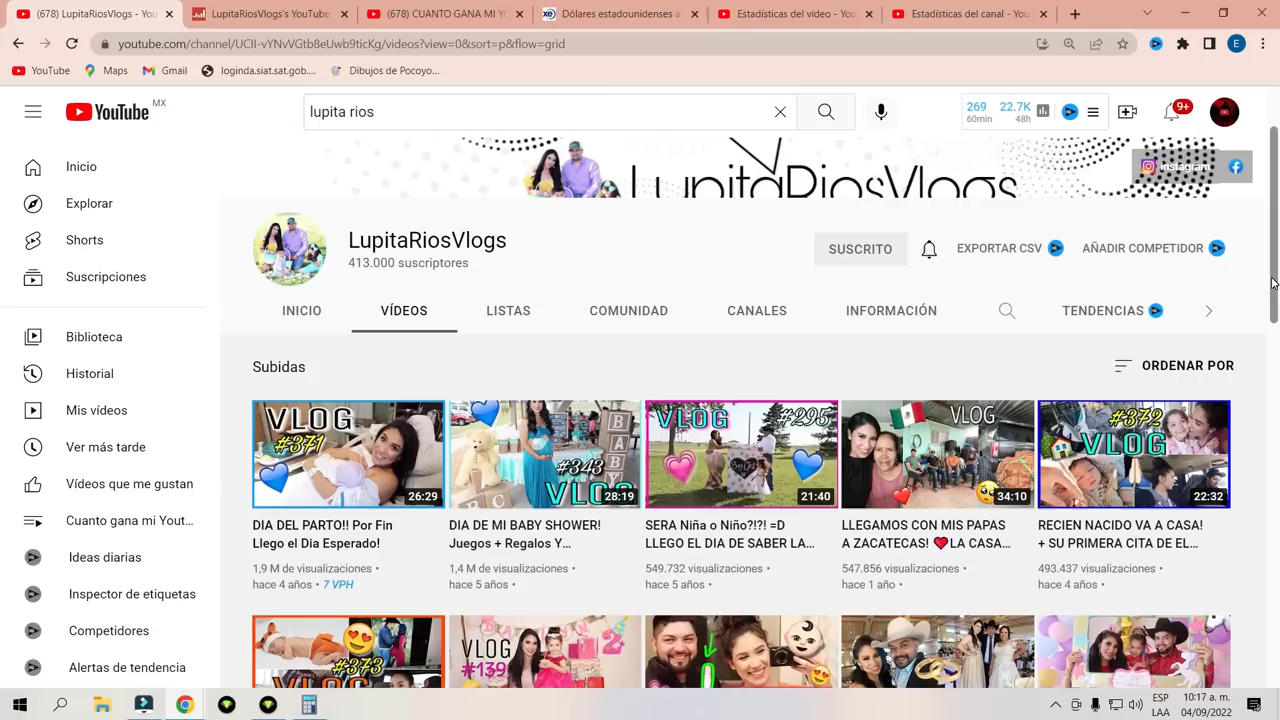 (678) LupitaRiosVlogs - You
LupitaRiosVlogs's YouTube
(678) CUANTO GANA MI YO
Dólares estadounidenses a
Estadísticas del vídeo - You
Estadísticas del canal - You
youtube.com/channel/UCII-vYNvVGtb8eUwb9ticKg/videos?view=0&sort=p&flow=grid
E
YouTube
Maps
Gmail
loginda.siat.sat.gob....
Dibujos de Pocoyo...
YouTube MX
lupita rios
269 60min
22.7K 48h
9+
Inicio
Explorar
Shorts
Suscripciones
Biblioteca
Historial
Mis vídeos
Ver más tarde
Vídeos que me gustan
Cuanto gana mi Yout...
Ideas diarias
Inspector de etiquetas
Competidores
Alertas de tendencia
LupitaRiosVlogs
Instagram
LupitaRiosVlogs
413.000 suscriptores
SUSCRITO
EXPORTAR CSV
AÑADIR COMPETIDOR
INICIO
VÍDEOS
LISTAS
COMUNIDAD
CANALES
INFORMACIÓN
TENDENCIAS
Subidas
ORDENAR POR
VLOG
#371
26:29
DIA DEL PARTO!! Por Fin
Llego el Dia Esperado!
1,9 M de visualizaciones •
hace 4 años • 7 VPH
BABY
#343
VLOG
28:19
DIA DE MI BABY SHOWER!
Juegos + Regalos Y...
1,4 M de visualizaciones •
hace 5 años •
VLOG
#295
21:40
SERA Niña o Niño?!?! =D
LLEGO EL DIA DE SABER LA...
549.732 visualizaciones •
hace 5 años •
VLOG
34:10
LLEGAMOS CON MIS PAPAS
A ZACATECAS! ❤LA CASA...
547.856 visualizaciones •
hace 1 año •
#372
VLOG
22:32
RECIEN NACIDO VA A CASA!
+ SU PRIMERA CITA DE EL...
493.437 visualizaciones •
hace 4 años •
#373
VLOG
VLOG
#139
ESP
LAA
10:17 a. m.
04/09/2022